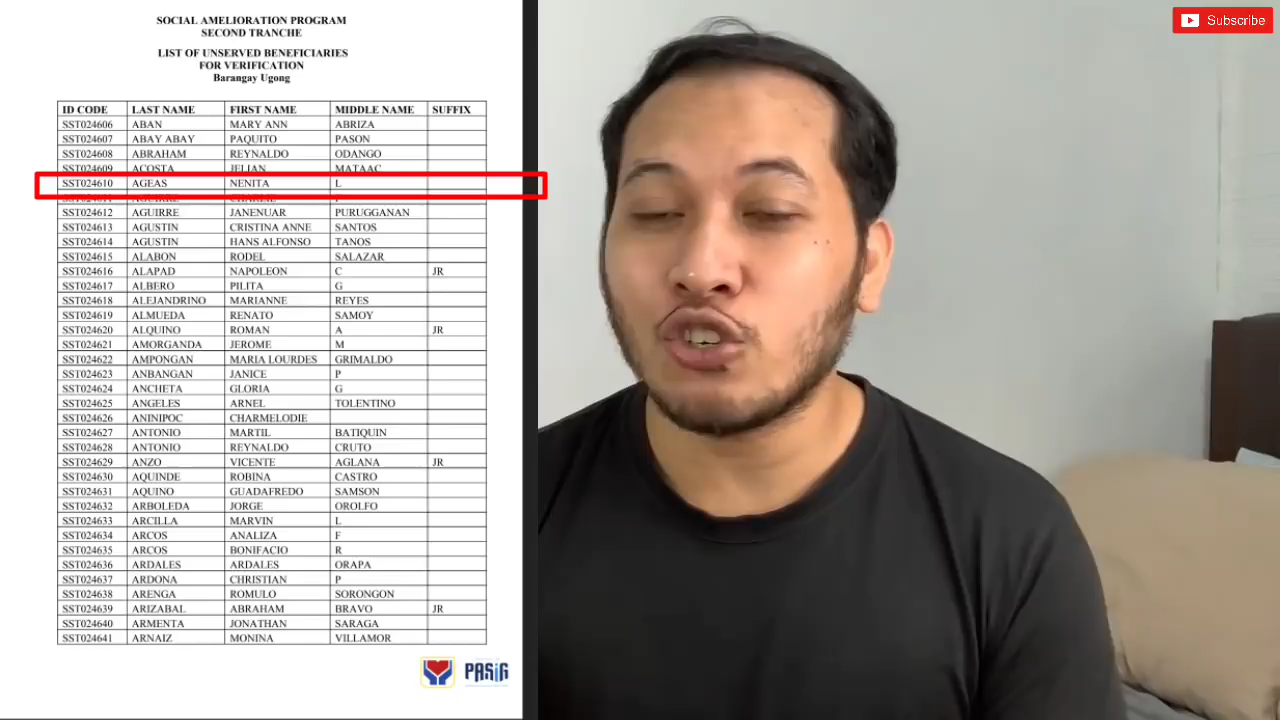 Subscribe
SOCIAL AMELIORATION PROGRAM
SECOND TRANCHE
LIST OF UNSERVED BENEFICIARIES
FOR VERIFICATION
Barangay Ugong
ID CODE LAST NAME FIRST NAME MIDDLE NAME SUFFIX
SST024606 ABAN MARY ANN ABRIZA
SST024607 ABAY ABAY PAQUITO PASON
SST024608 ABRAHAM REYNALDO ODANGO
SST024609 ACOSTA JELIAN MATAAC
SST024610 AGEAS NENITA L
SST024612 AGUIRRE JANENUAR PURUGGANAN
SST024613 AGUSTIN CRISTINA ANNE SANTOS
SST024614 AGUSTIN HANS ALFONSO TANOS
SST024615 ALABON RODEL SALAZAR
SST024616 ALAPAD NAPOLEON C JR
SST024617 ALBERO PILITA G
SST024618 ALEJANDRINO MARIANNE REYES
SST024619 ALMUEDA RENATO SAMOY
SST024620 ALQUINO ROMAN A JR
SST024621 AMORGANDA JEROME M
SST024622 AMPONGAN MARIA LOURDES GRIMALDO
SST024623 ANBANGAN JANICE P
SST024624 ANCHETA GLORIA G
SST024625 ANGELES ARNEL TOLENTINO
SST024626 ANINIPOC CHARMELODIE
SST024627 ANTONIO MARTIL BATIQUIN
SST024628 ANTONIO REYNALDO CRUTO
SST024629 ANZO VICENTE AGLANA JR
SST024630 AQUINDE ROBINA CASTRO
SST024631 AQUINO GUADAFREDO SAMSON
SST024632 ARBOLEDA JORGE OROLFO
SST024633 ARCILLA MARVIN L
SST024634 ARCOS ANALIZA F
SST024635 ARCOS BONIFACIO R
SST024636 ARDALES ARDALES ORAPA
SST024637 ARDONA CHRISTIAN P
SST024638 ARENGA ROMULO SORONGON
SST024639 ARIZABAL ABRAHAM BRAVO JR
SST024640 ARMENTA JONATHAN SARAGA
SST024641 ARNAIZ MONINA VILLAMOR
PASIG